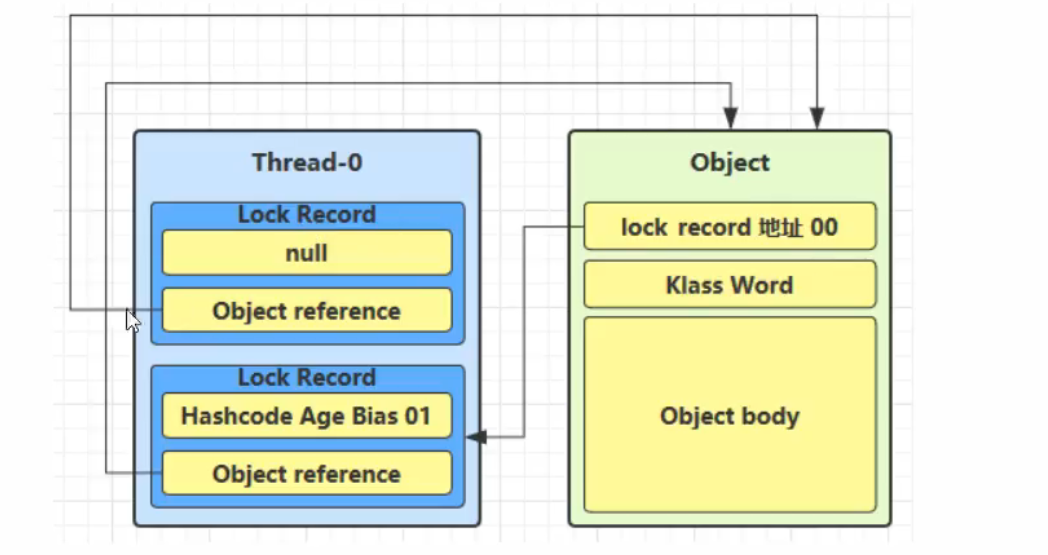 Thread-0
Lock Record
null
Object reference
Lock Record
Hashcode Age Bias 01
Object reference
Object
lock record 地址 00
Klass Word
Object body